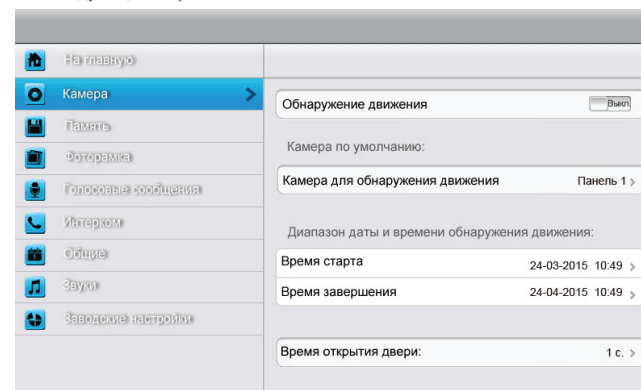 На главную
Камера
Память
Фоторамка
Голосовые сообщения
Интерком
Общие
Звуки
Заводские настройки
Обнаружение движения Выкл
Камера по умолчанию:
Камера для обнаружения движения Панель 1 >
Диапазон даты и времени обнаружения движения:
Время старта 24-03-2015 10:49 >
Время завершения 24-04-2015 10:49 >
Время открытия двери: 1 с. >